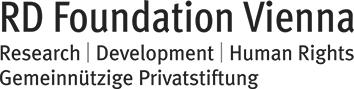 RD Foundation Vienna
Research | Development | Human Rights
Gemeinnützige Privatstiftung